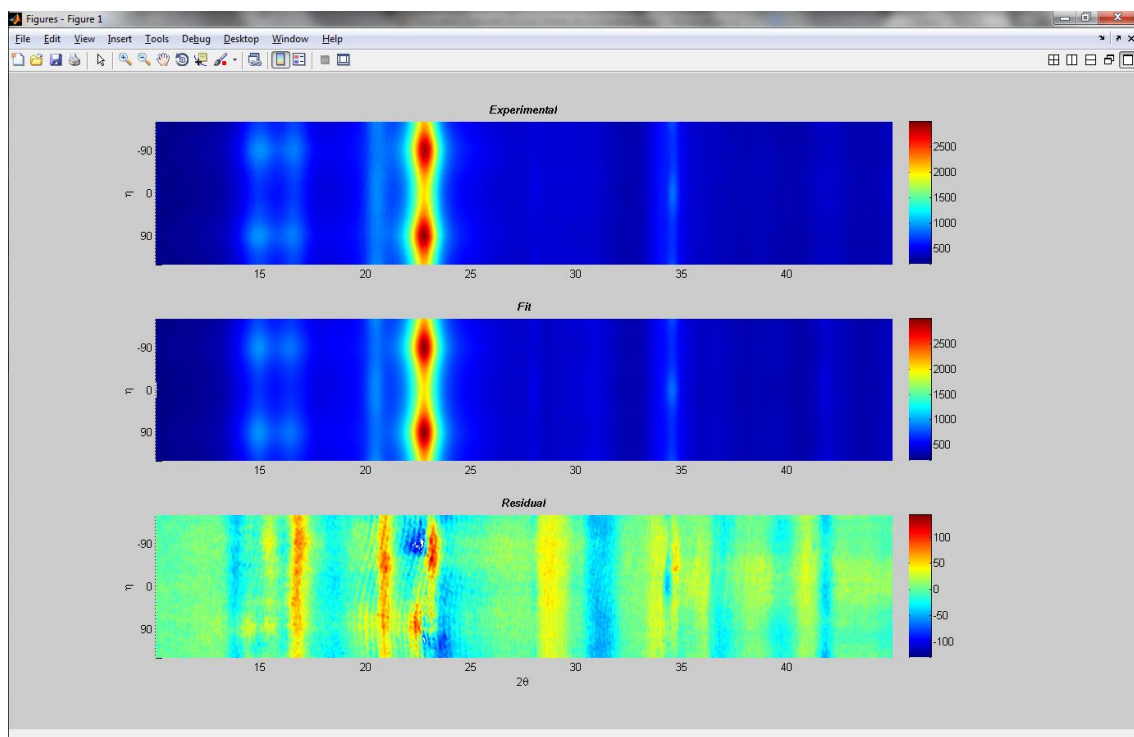 Figures - Figure 1
File Edit View Insert Tools Debug Desktop Window Help
Experimental
-90
0
90
η
15 20 25 30 35 40
2500
2000
1500
1000
500
Fit
-90
0
90
η
15 20 25 30 35 40
2500
2000
1500
1000
500
Residual
-90
0
90
η
15 20 25 30 35 40
2θ
100
50
0
-50
-100